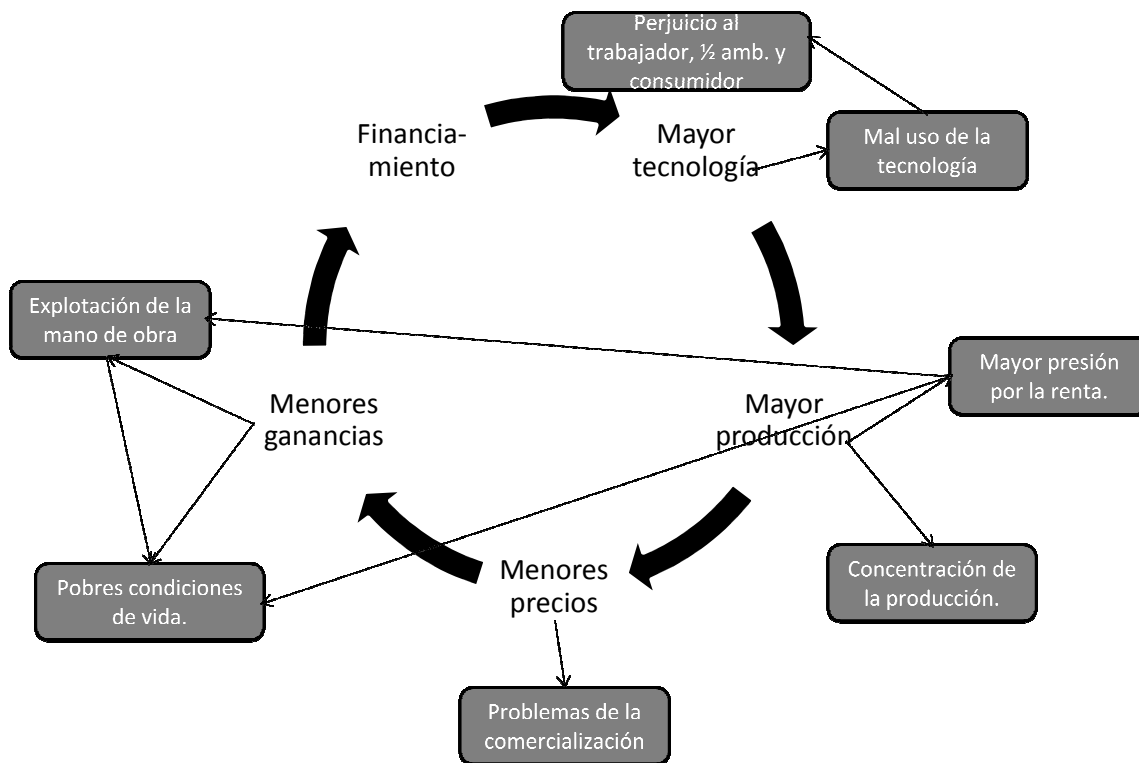 Perjuicio al
trabajador, ½ amb. y
consumidor
Financia-
miento
Mayor
tecnología
Mal uso de la
tecnología
Explotación de la
mano de obra
Mayor presión
por la renta.
Menores
ganancias
Mayor
producción
Pobres condiciones
de vida.
Menores
precios
Concentración de
la producción.
Problemas de la
comercialización